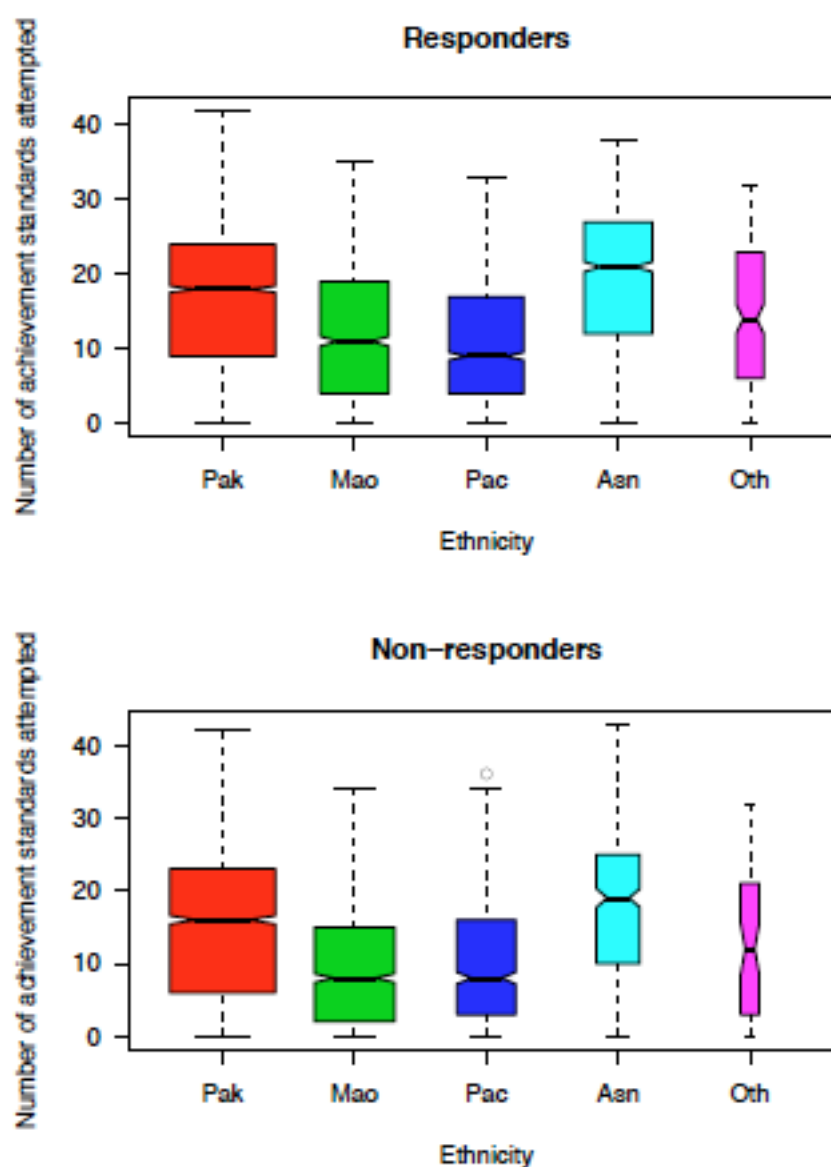 Responders
Number of achievement standards attempted
40
30
20
10
0
Pak Mao Pac Asn Oth
Ethnicity
Non-responders
Number of achievement standards attempted
40
30
20
10
0
Pak Mao Pac Asn Oth
Ethnicity